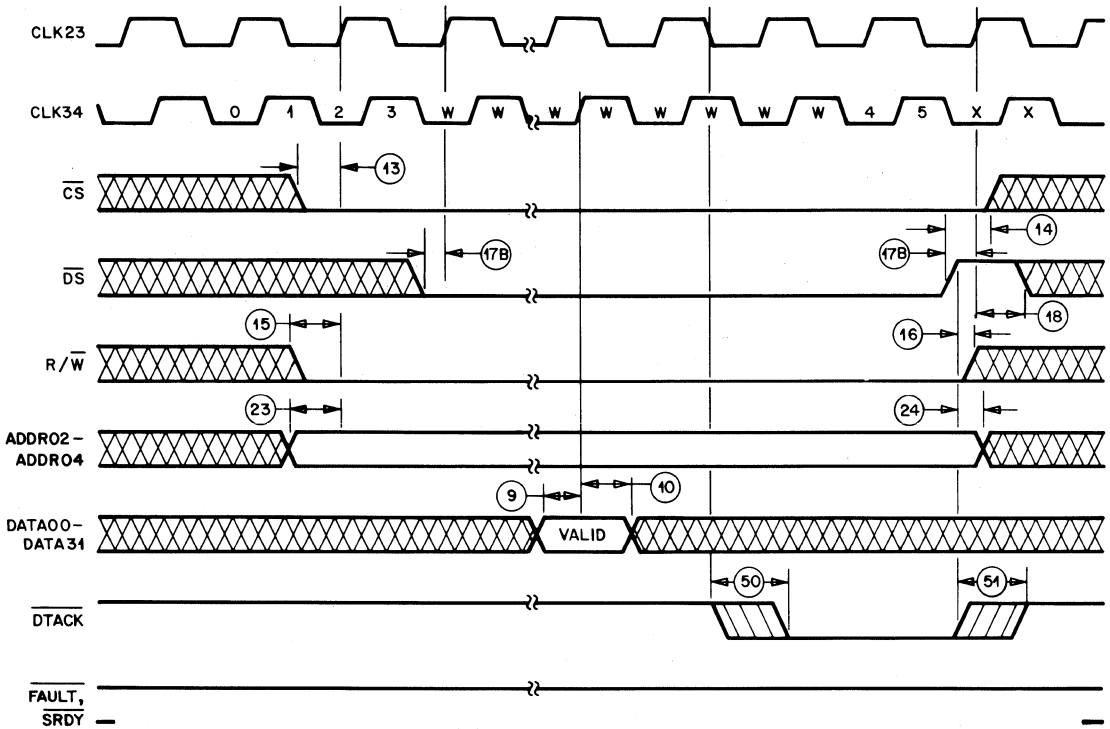 CLK23
CLK34
0 1 2 3 W W W W W W W W 4 5 X X
13
CS
14
17B 17B
DS
15 18
16
R/W
23 24
ADDR02-
ADDR04
9 10
DATA00-
DATA31
VALID
50 51
DTACK
FAULT,
SRDY